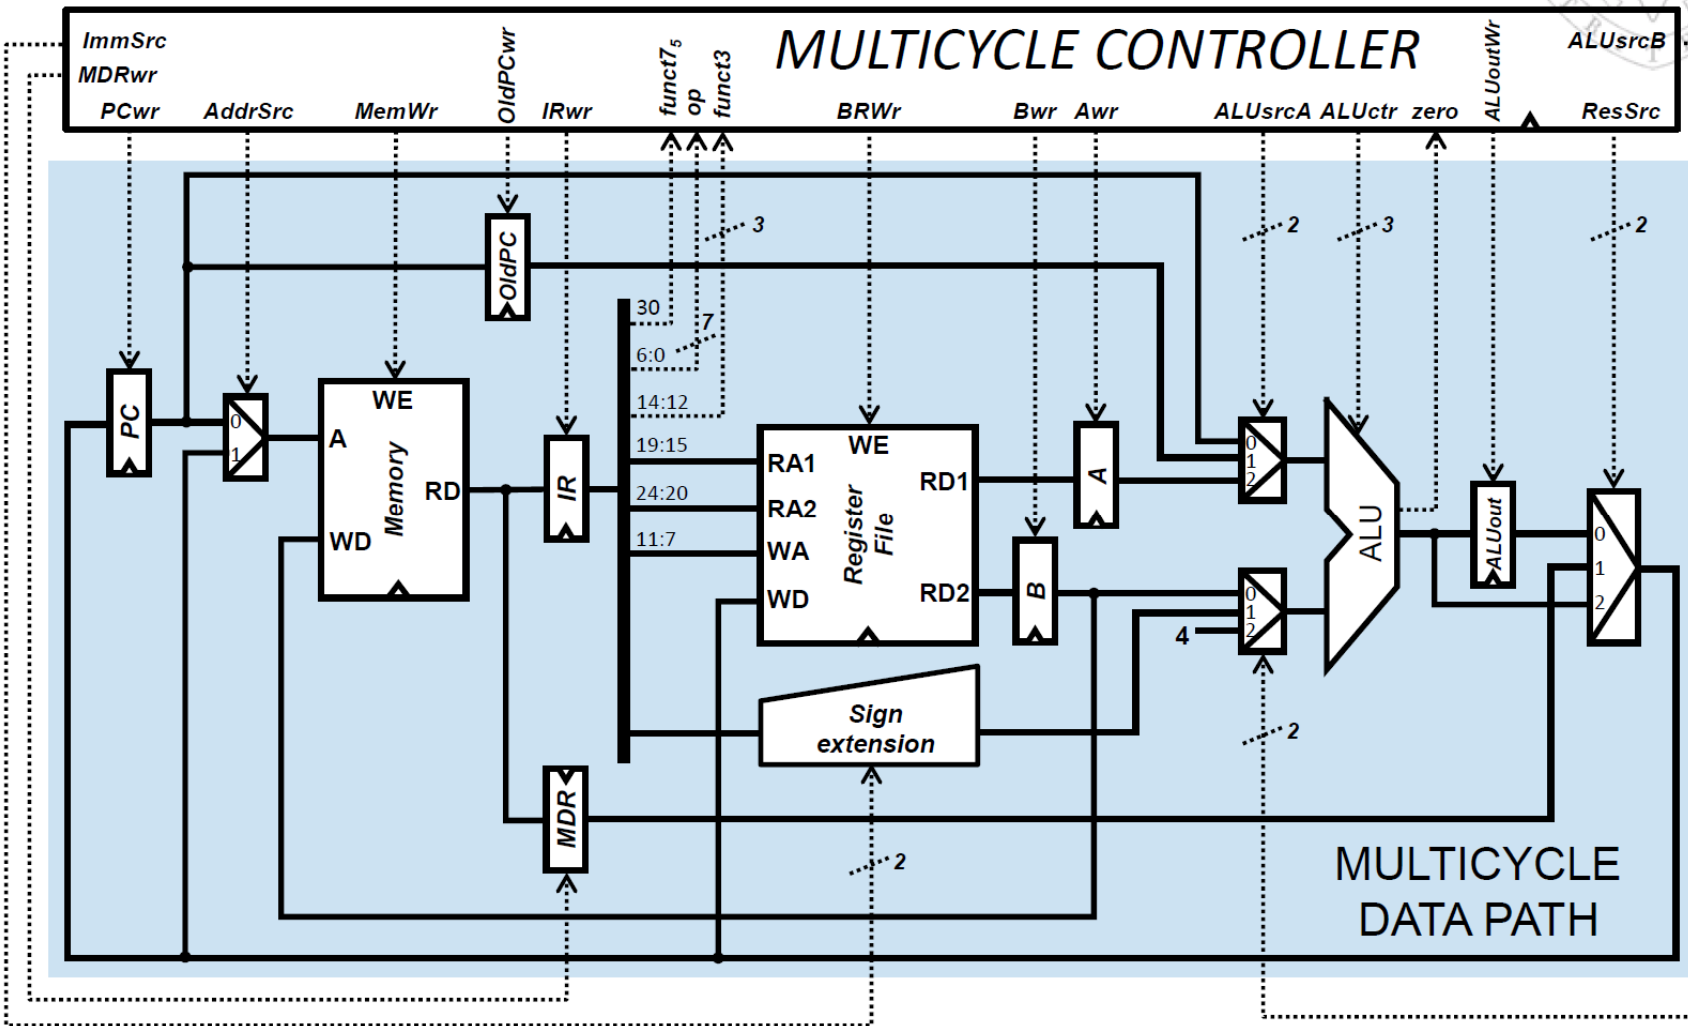 ImmSrc
MDRwr
PCwr
AddrSrc
MemWr
OldPCwr
IRwr
funct7₅
op
funct3
MULTICYCLE CONTROLLER
BRWr
Bwr
Awr
ALUsrcA
ALUctr
zero
ALUoutWr
ALUsrcB
ResSrc
3
2
3
2
OldPC
30
7
6:0
14:12
19:15
24:20
11:7
PC
0
1
WE
A
RD
WD
Memory
IR
WE
RA1
RA2
WA
WD
RD1
RD2
Register
File
A
B
0
1
2
0
1
2
4
ALU
ALUout
0
1
2
Sign
extension
2
MDR
2
MULTICYCLE
DATA PATH